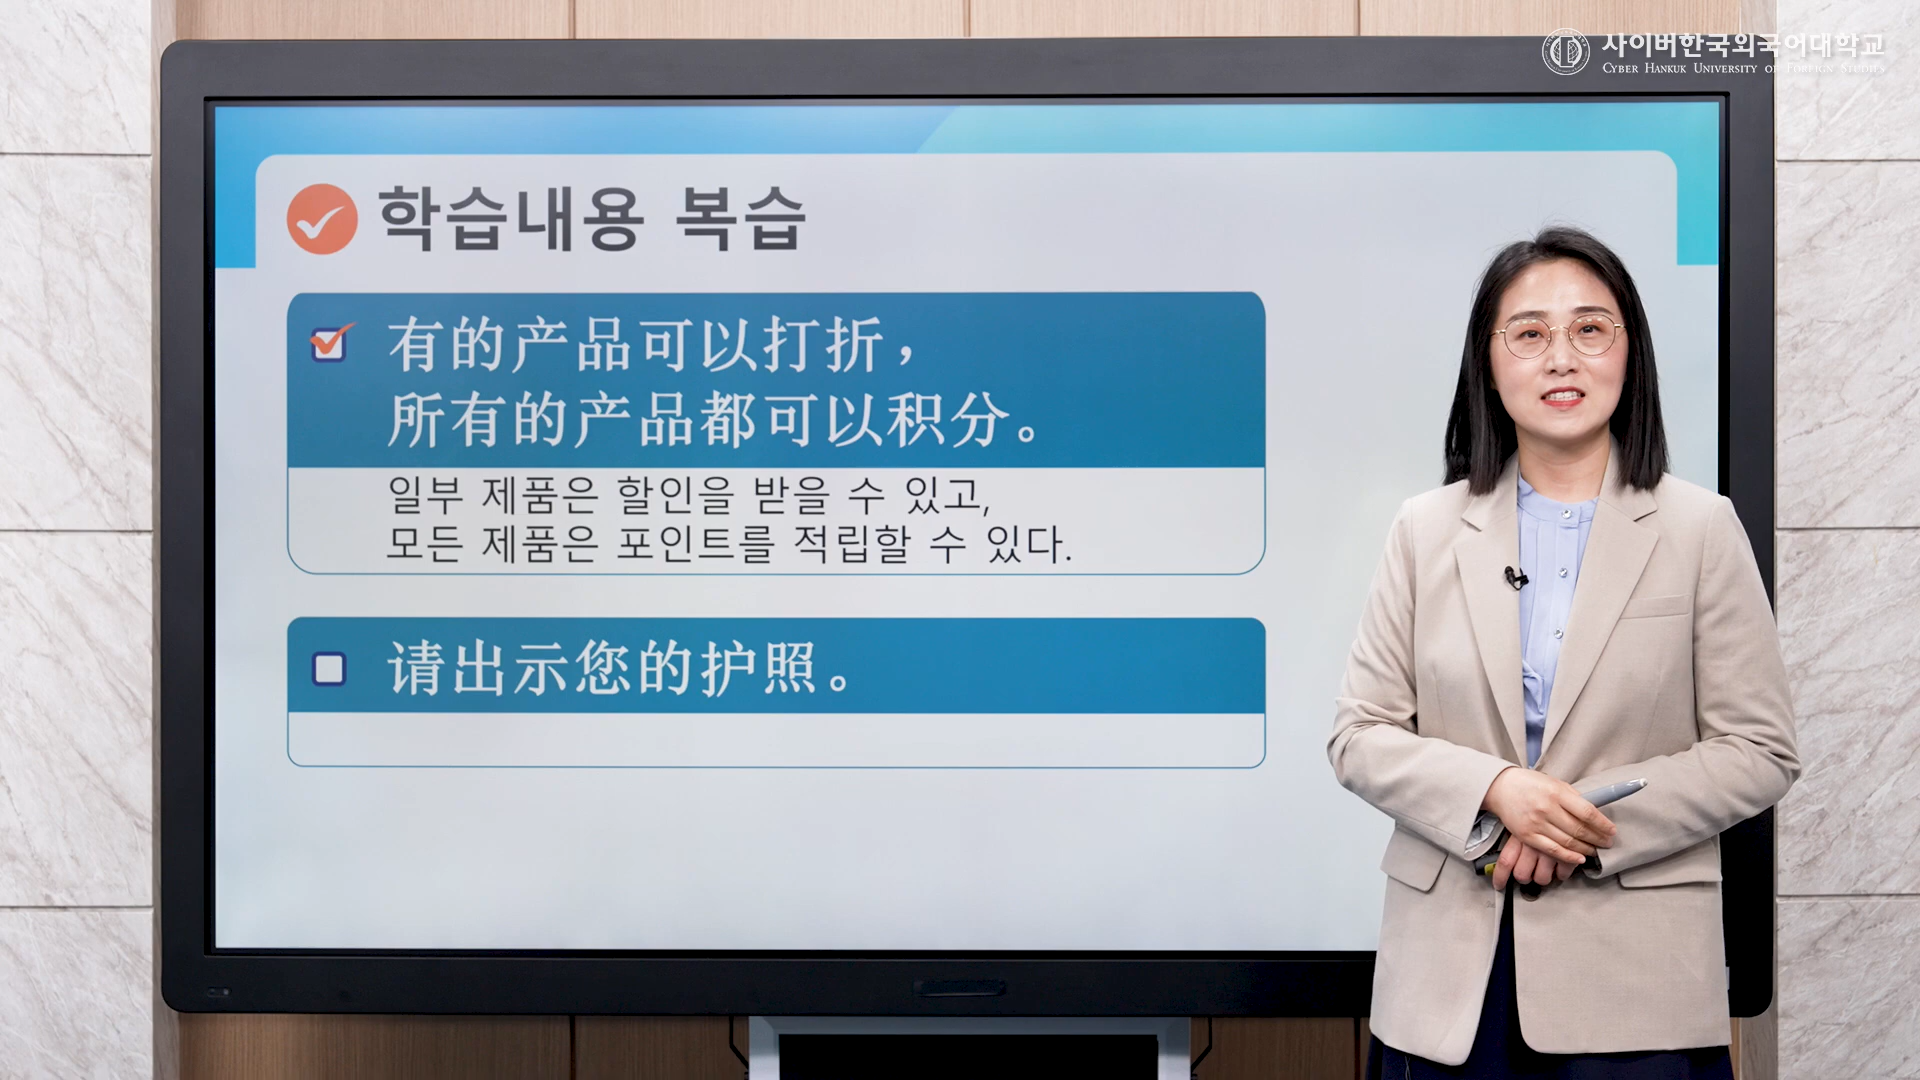 사이버한국외국어대학교
CYBER HANKUK UNIVERSITY OF FOREIGN STUDIES
학습내용 복습
有的产品可以打折，
所有的产品都可以积分。
일부 제품은 할인을 받을 수 있고,
모든 제품은 포인트를 적립할 수 있다.
请出示您的护照。